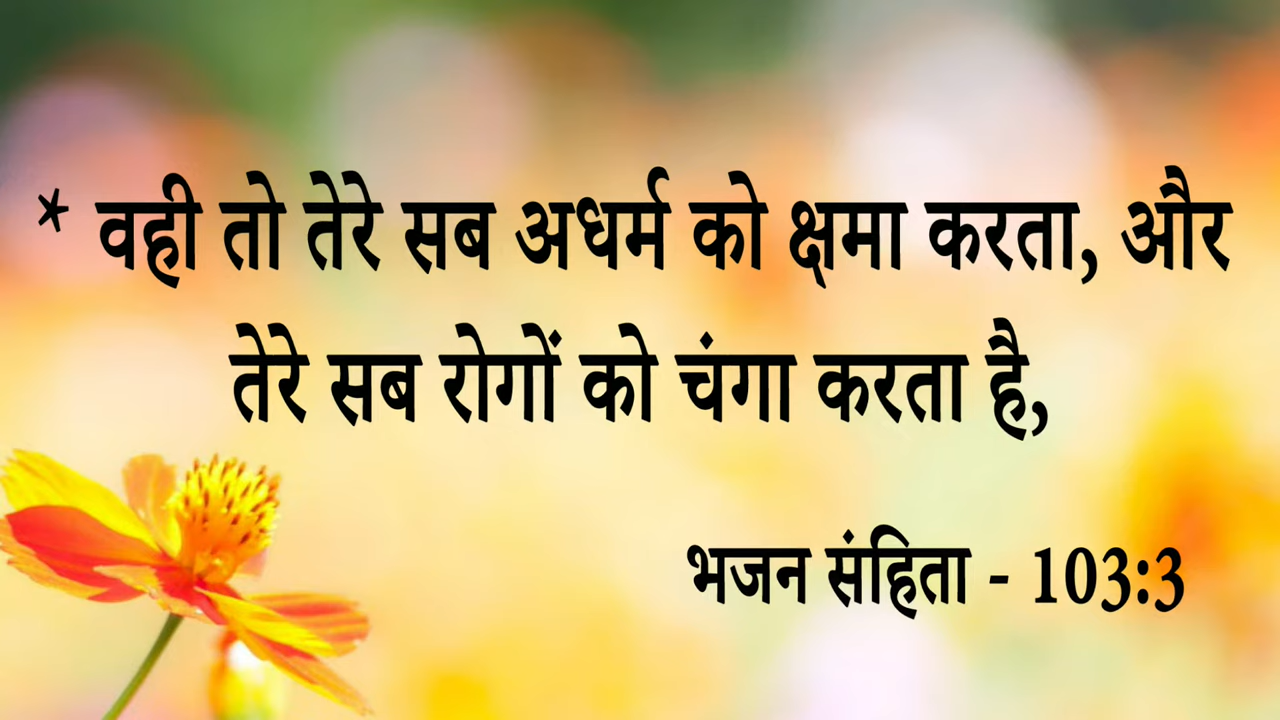 * वही तो तेरे सब अधर्म को क्षमा करता, और
तेरे सब रोगों को चंगा करता है,
भजन संहिता - 103:3